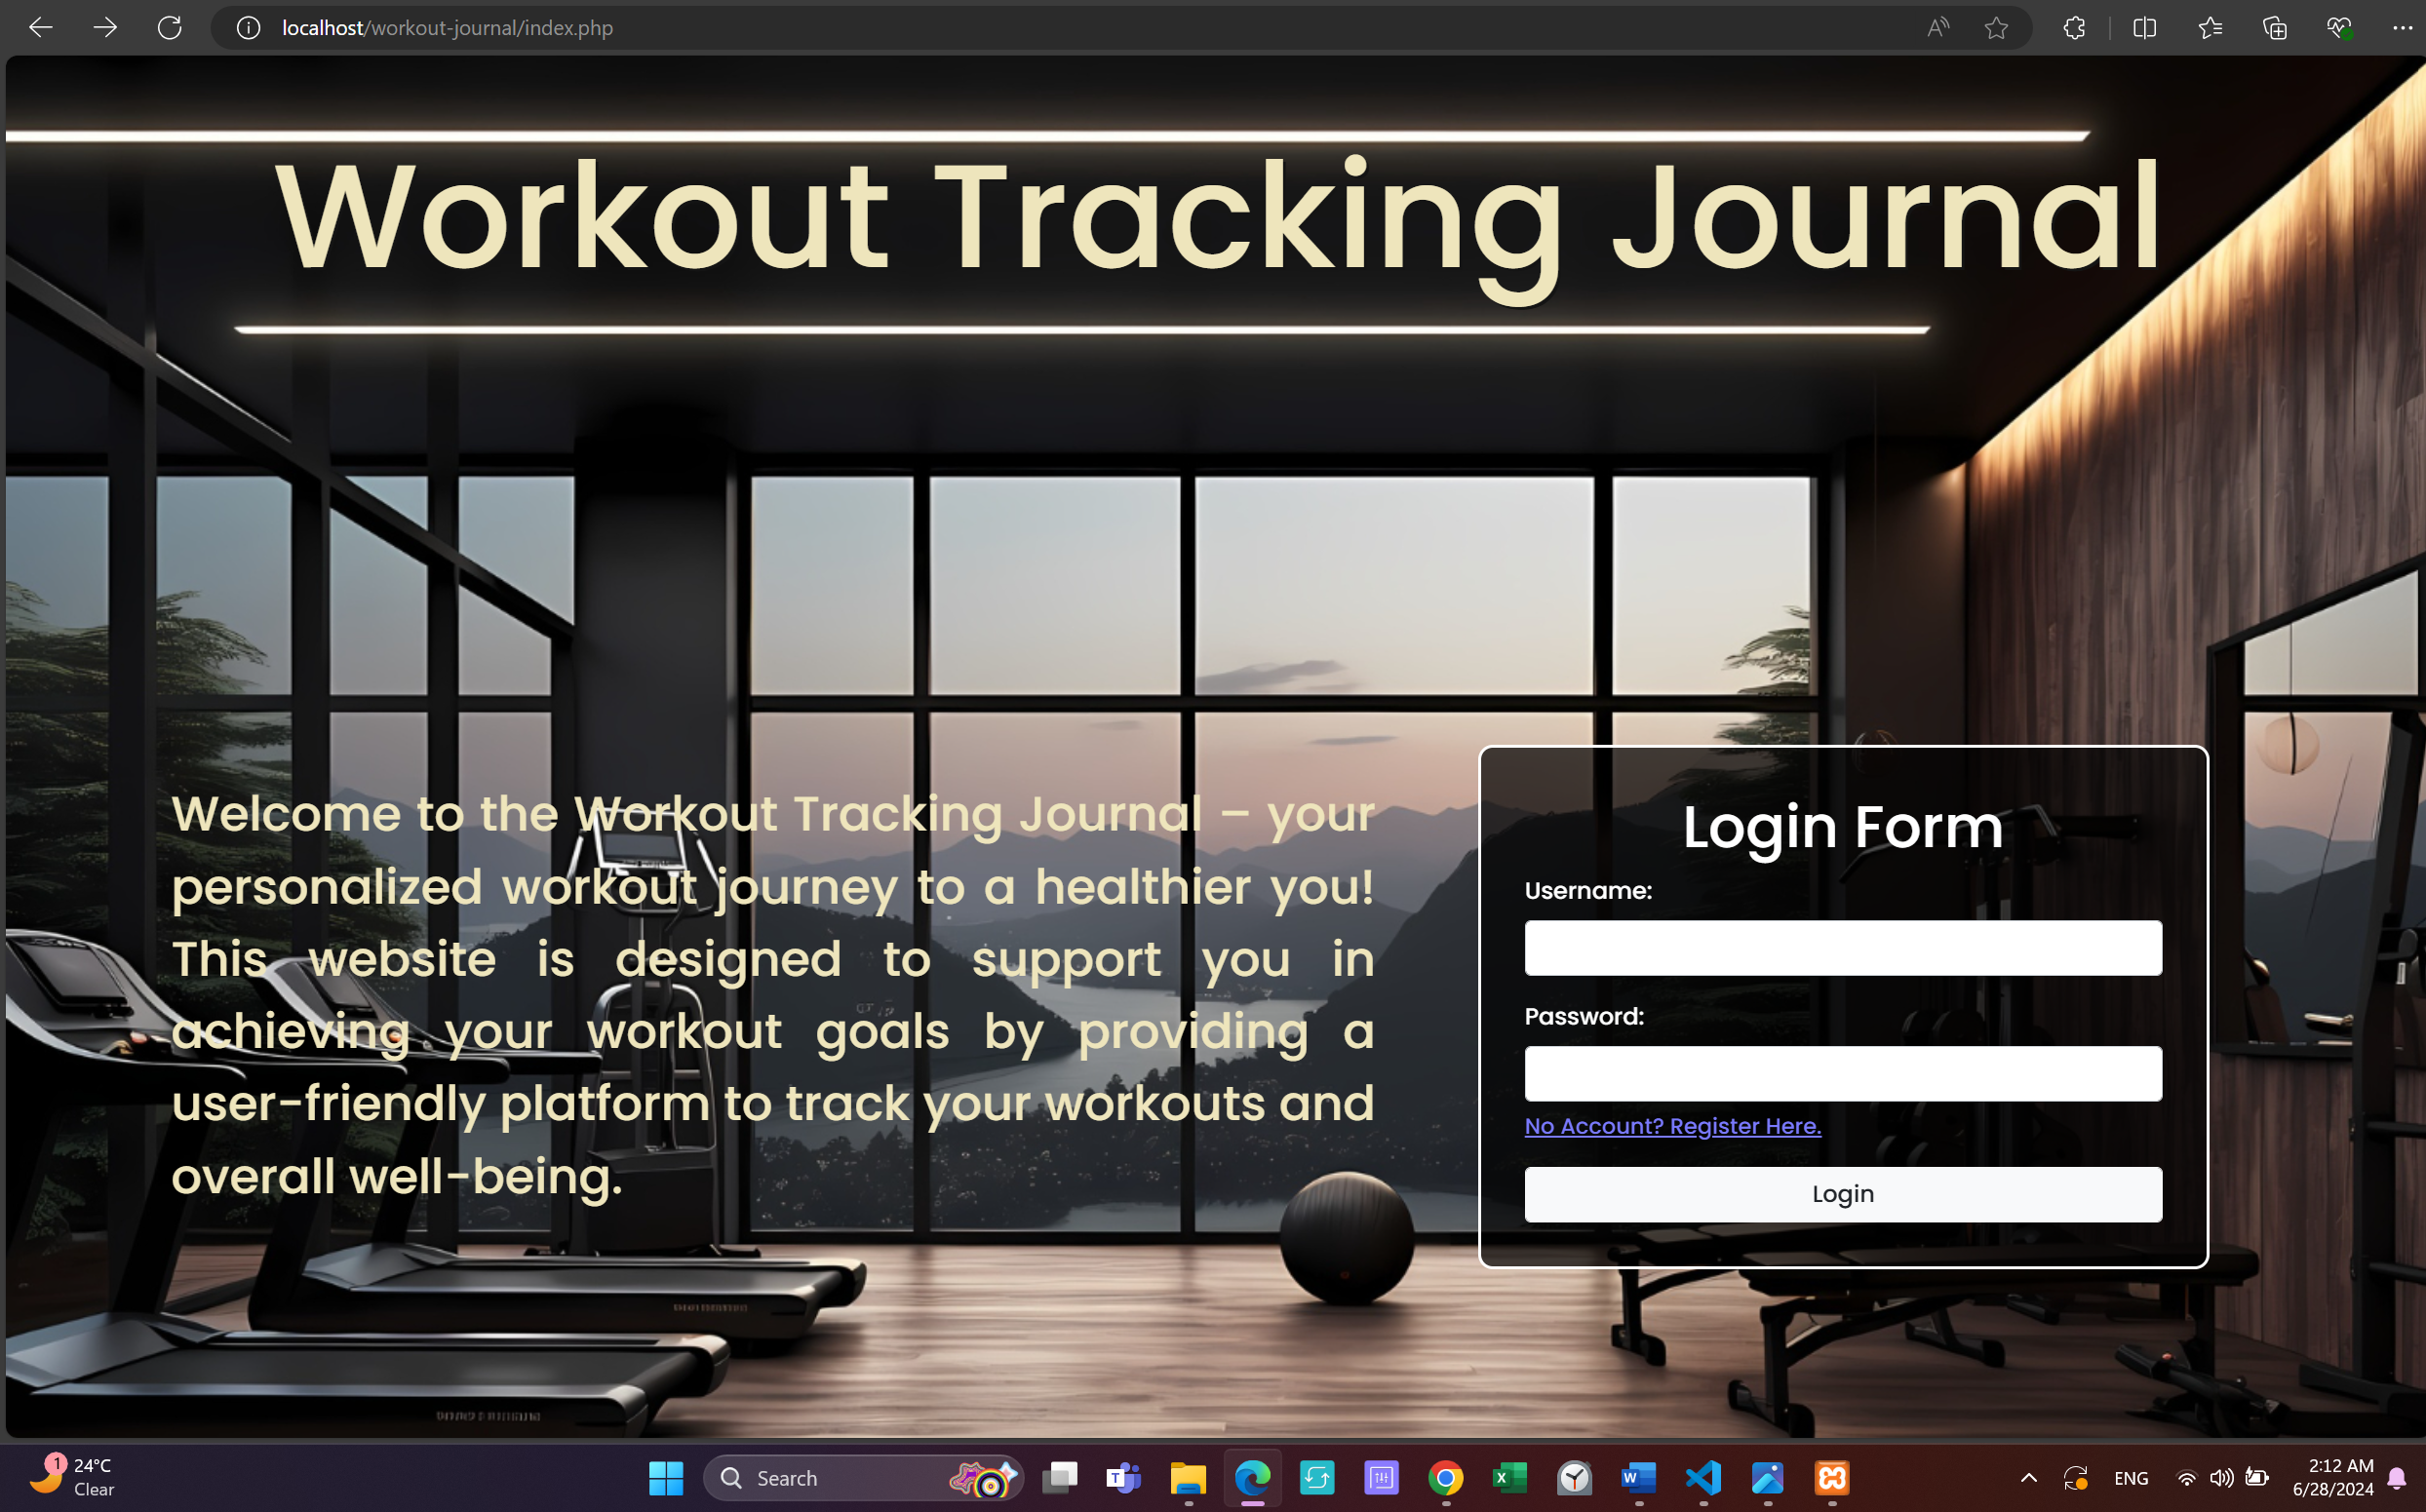 localhost/workout-journal/index.php
Workout Tracking Journal
Welcome to the Workout Tracking Journal – your
personalized workout journey to a healthier you!
This website is designed to support you in
achieving your workout goals by providing a
user-friendly platform to track your workouts and
overall well-being.
Login Form
Username:
Password:
No Account? Register Here.
Login
1
24°C
Clear
Search
ENG
2:12 AM
6/28/2024